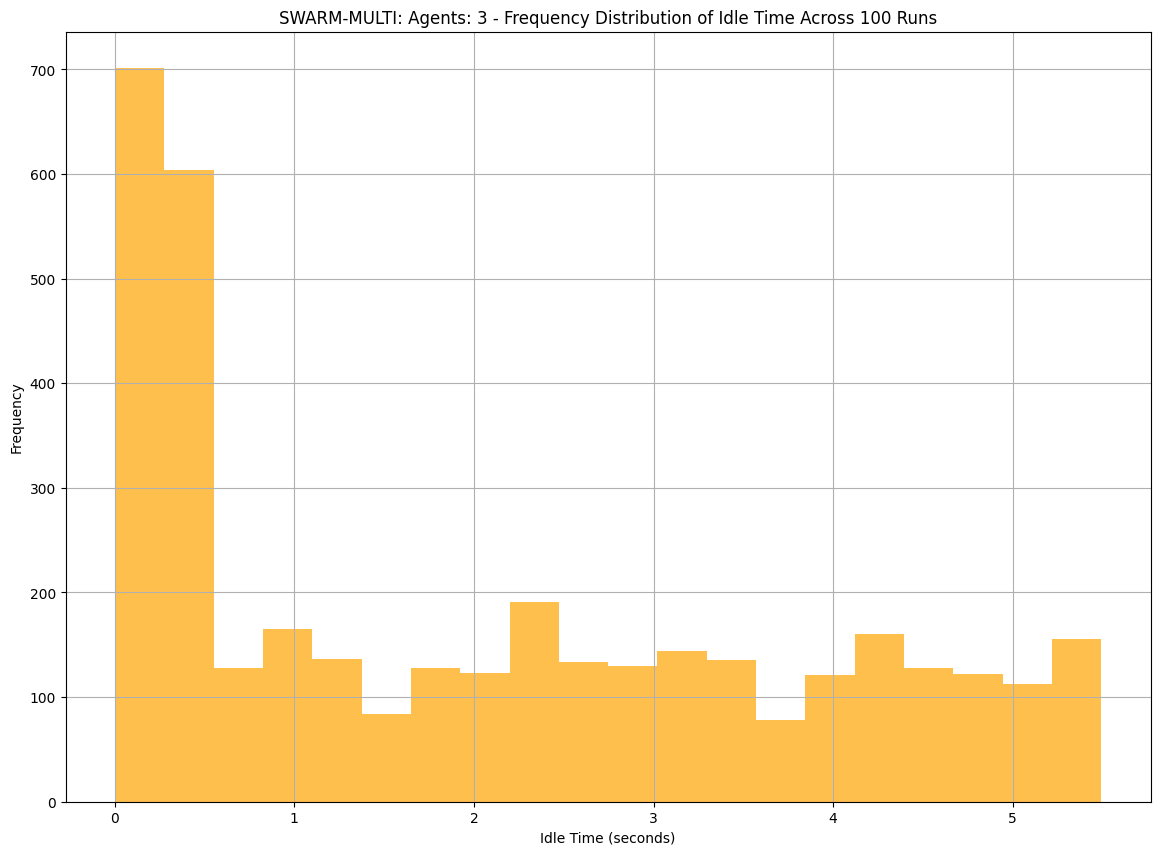 SWARM-MULTI: Agents: 3 - Frequency Distribution of Idle Time Across 100 Runs
700
600
500
400
300
200
100
0
Frequency
0 1 2 3 4 5
Idle Time (seconds)